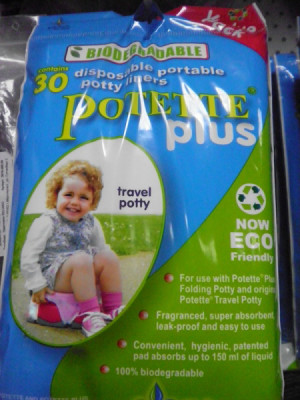 BIODEGRADABLE
contains
30 disposable portable
potty liners
POTETTE®
plus
travel
potty
NOW
ECO
Friendly
For use with Potette® Plus
Folding Potty and origin
Potette® Travel Potty
Fragranced, super absorbent,
leak-proof and easy to use
Convenient, hygienic, patented
pad absorbs up to 150 ml of liquid
100% biodegradable